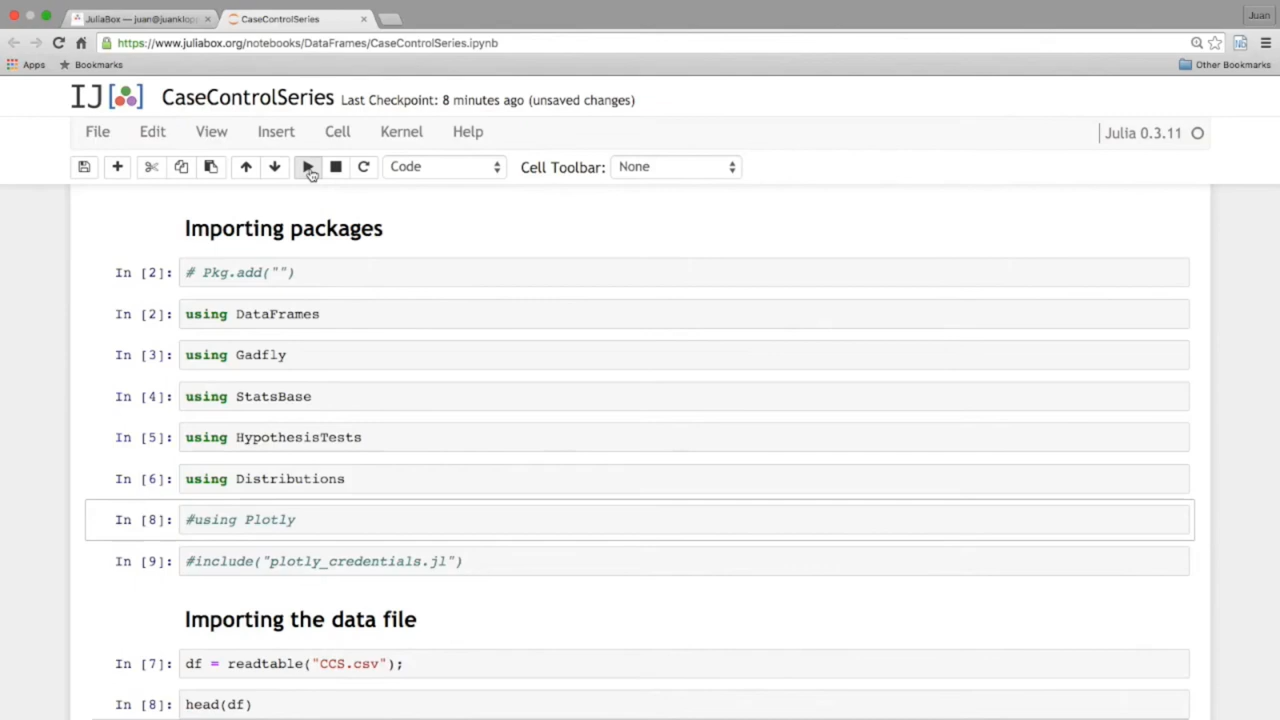 JuliaBox — juan@juanklopp
CaseControlSeries
Juan
https://www.juliabox.org/notebooks/DataFrames/CaseControlSeries.ipynb
Apps
Bookmarks
Other Bookmarks
IJ
CaseControlSeries Last Checkpoint: 8 minutes ago (unsaved changes)
File Edit View Insert Cell Kernel Help
Julia 0.3.11
Code
Cell Toolbar: None
Importing packages
In [2]: # Pkg.add("")
In [2]: using DataFrames
In [3]: using Gadfly
In [4]: using StatsBase
In [5]: using HypothesisTests
In [6]: using Distributions
In [8]: #using Plotly
In [9]: #include("plotly_credentials.jl")
Importing the data file
In [7]: df = readtable("CCS.csv");
In [8]: head(df)